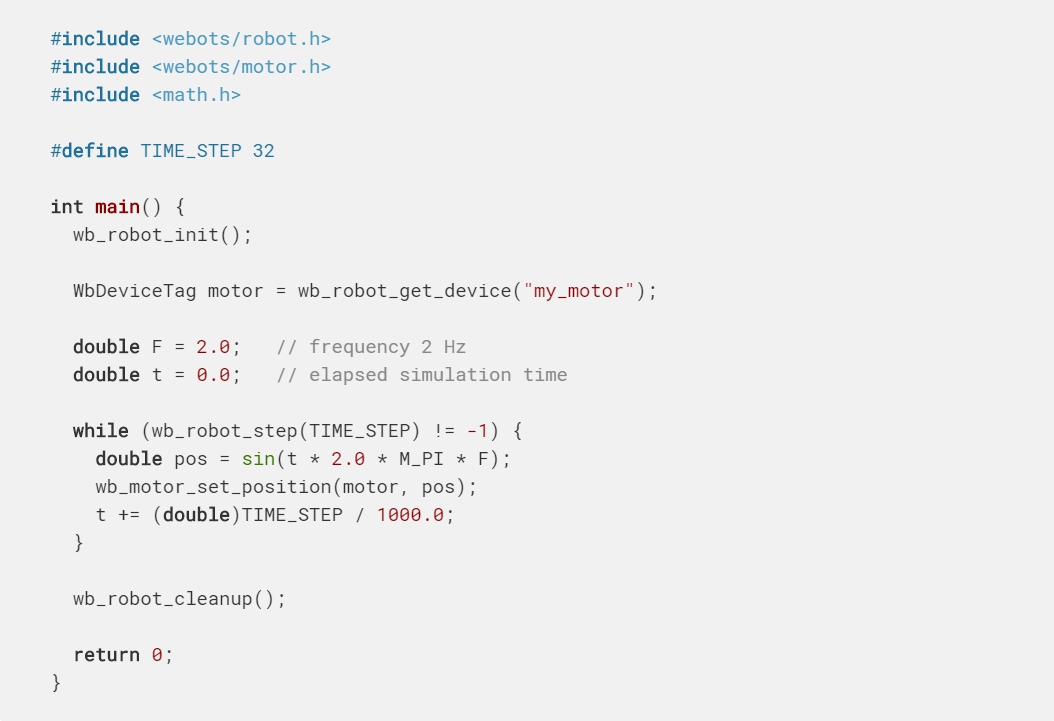 #include <webots/robot.h>
#include <webots/motor.h>
#include <math.h>

#define TIME_STEP 32

int main() {
  wb_robot_init();

  WbDeviceTag motor = wb_robot_get_device("my_motor");

  double F = 2.0;   // frequency 2 Hz
  double t = 0.0;   // elapsed simulation time

  while (wb_robot_step(TIME_STEP) != -1) {
    double pos = sin(t * 2.0 * M_PI * F);
    wb_motor_set_position(motor, pos);
    t += (double)TIME_STEP / 1000.0;
  }

  wb_robot_cleanup();

  return 0;
}